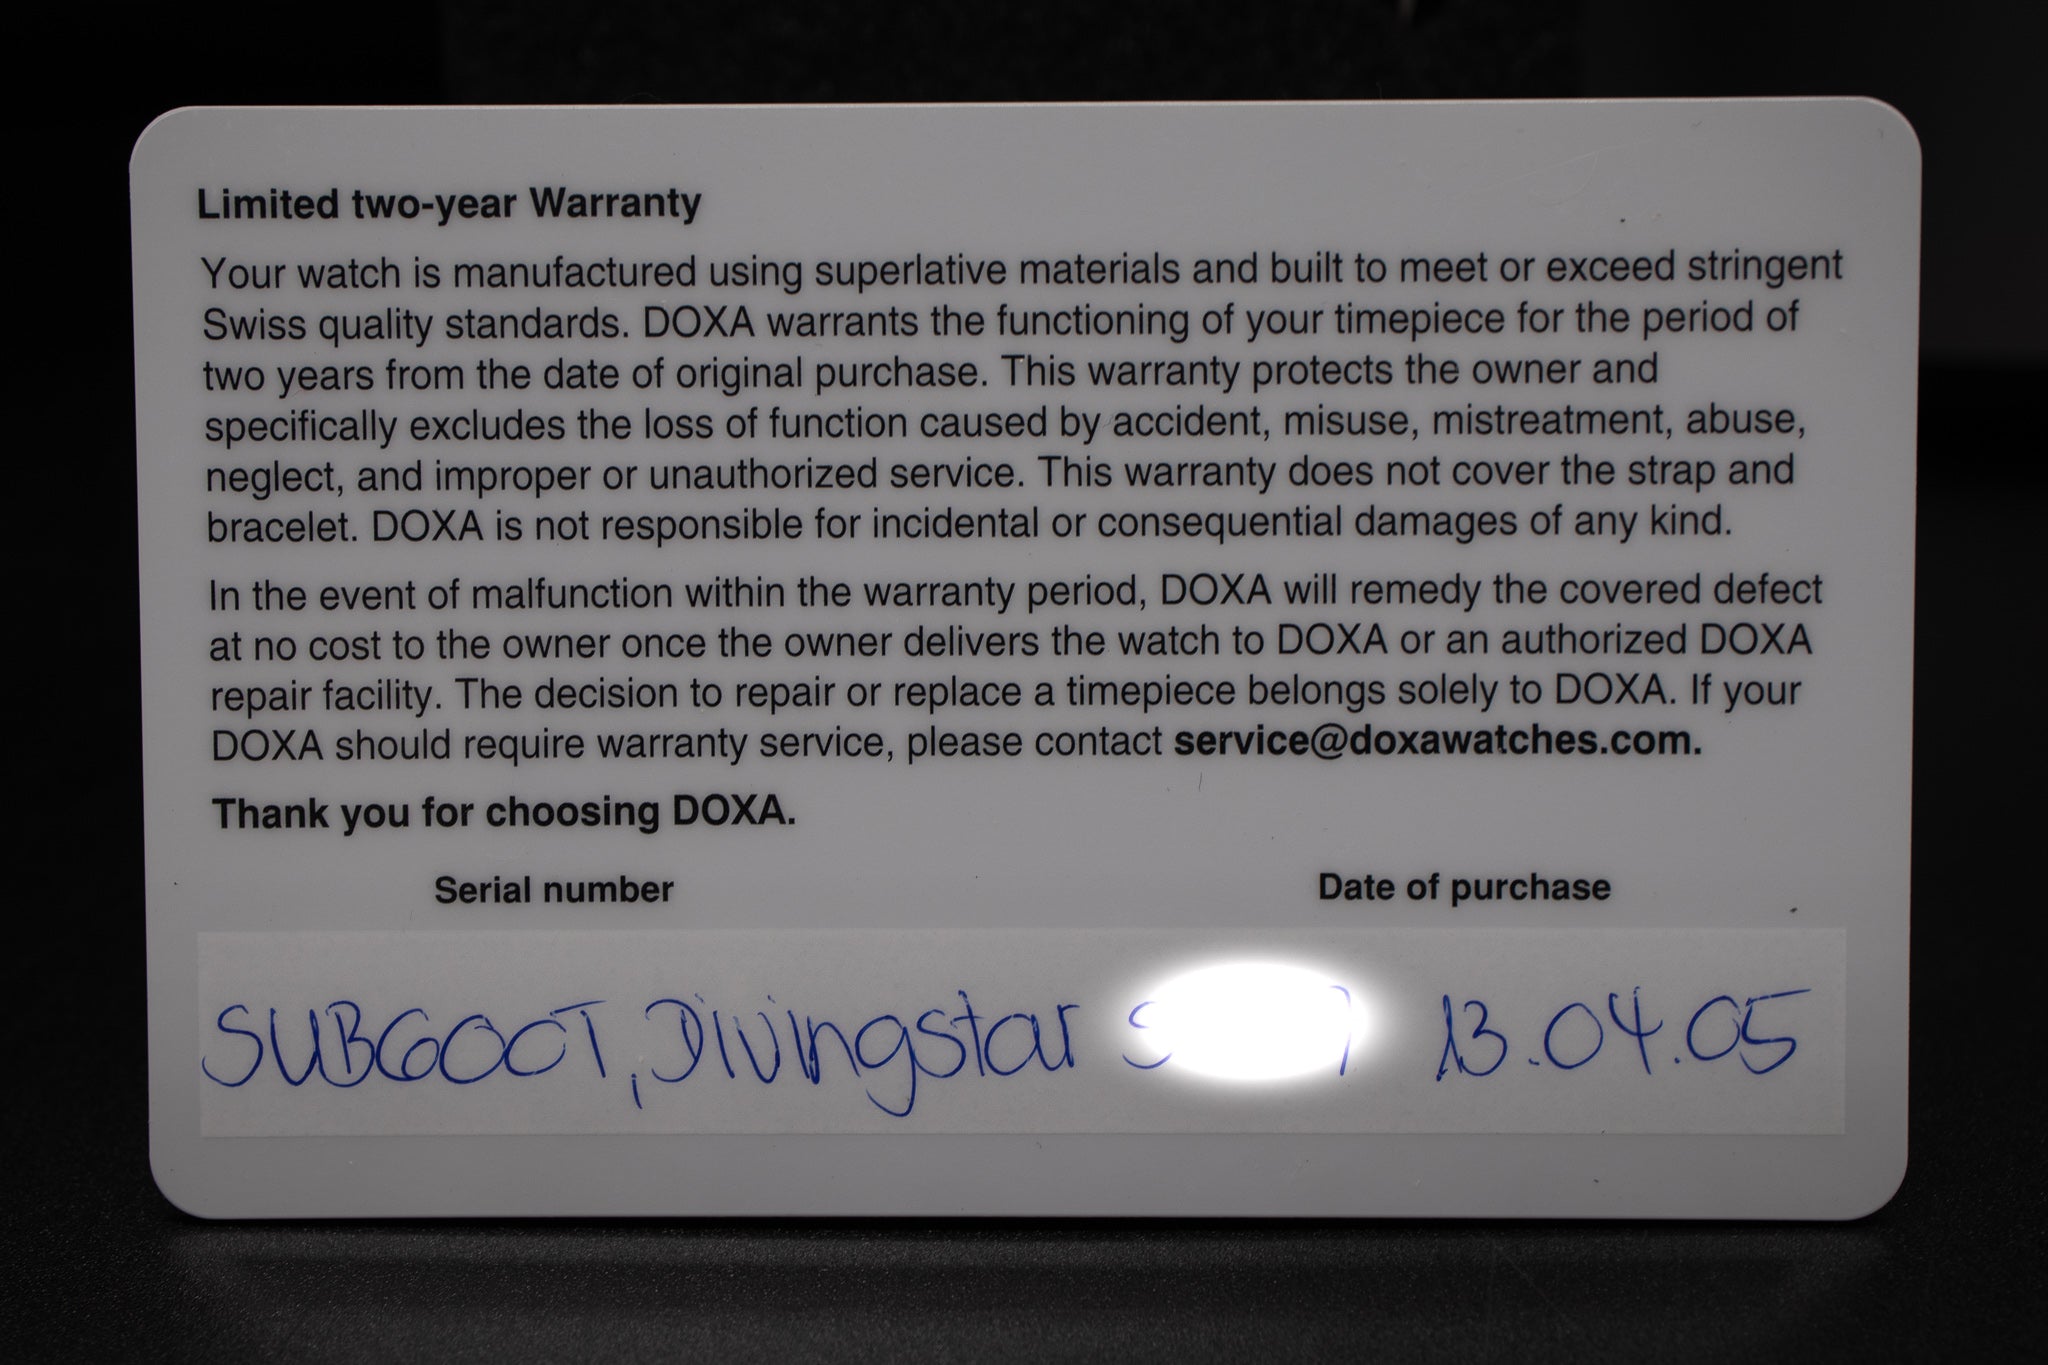 Limited two-year Warranty
Your watch is manufactured using superlative materials and built to meet or exceed stringent
Swiss quality standards. DOXA warrants the functioning of your timepiece for the period of
two years from the date of original purchase. This warranty protects the owner and
specifically excludes the loss of function caused by accident, misuse, mistreatment, abuse,
neglect, and improper or unauthorized service. This warranty does not cover the strap and
bracelet. DOXA is not responsible for incidental or consequential damages of any kind.
In the event of malfunction within the warranty period, DOXA will remedy the covered defect
at no cost to the owner once the owner delivers the watch to DOXA or an authorized DOXA
repair facility. The decision to repair or replace a timepiece belongs solely to DOXA. If your
DOXA should require warranty service, please contact service@doxawatches.com.
Thank you for choosing DOXA.
Serial number Date of purchase
SUB600T, Divingstar 13.04.05